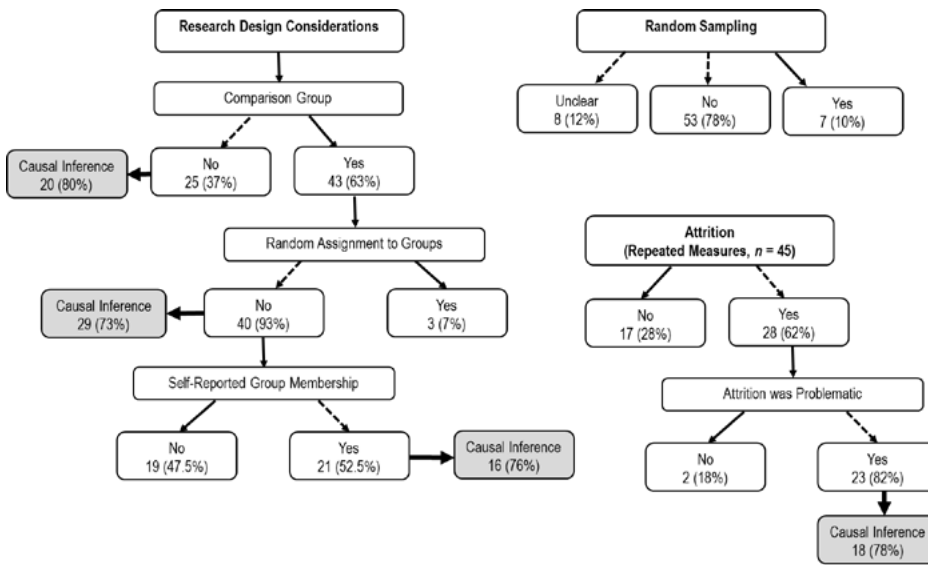 Research Design Considerations
Comparison Group
No
25 (37%)
Yes
43 (63%)
Causal Inference
20 (80%)
Random Assignment to Groups
No
40 (93%)
Yes
3 (7%)
Causal Inference
29 (73%)
Self-Reported Group Membership
No
19 (47.5%)
Yes
21 (52.5%)
Causal Inference
16 (76%)
Random Sampling
Unclear
8 (12%)
No
53 (78%)
Yes
7 (10%)
Attrition
(Repeated Measures, n = 45)
No
17 (28%)
Yes
28 (62%)
Attrition was Problematic
No
2 (18%)
Yes
23 (82%)
Causal Inference
18 (78%)